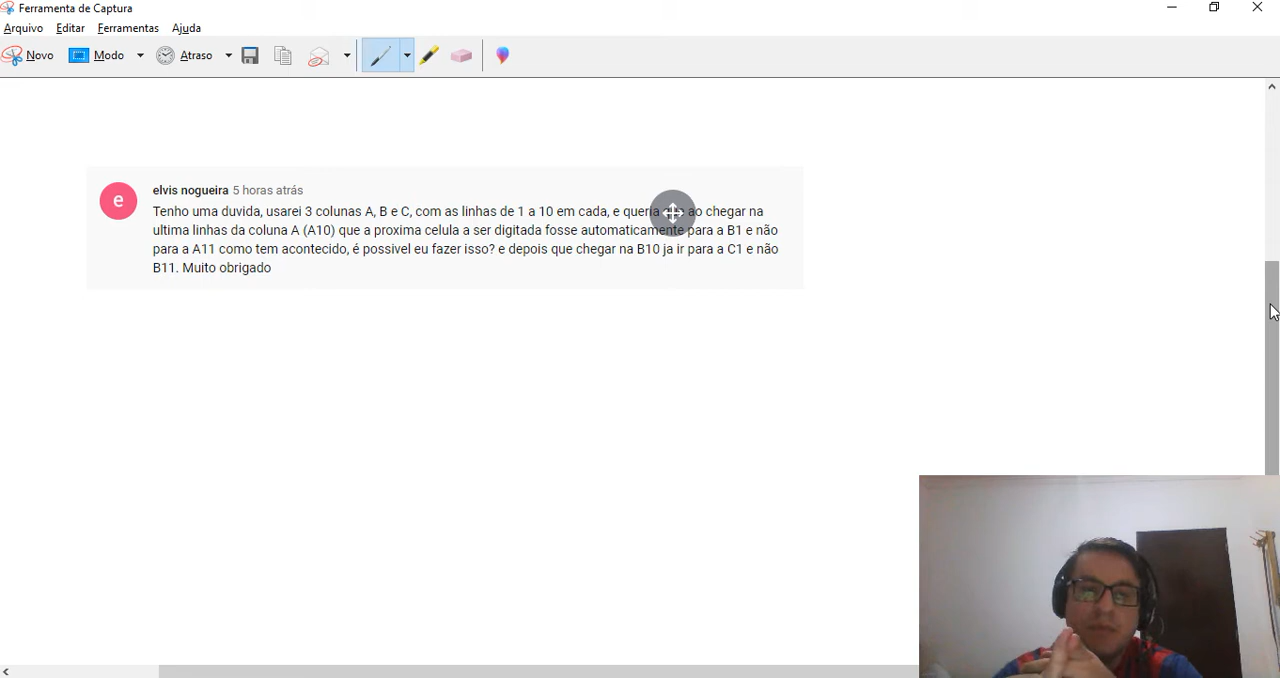 Ferramenta de Captura
Arquivo Editar Ferramentas Ajuda
Novo Modo Atraso
e
elvis nogueira 5 horas atrás
Tenho uma duvida, usarei 3 colunas A, B e C, com as linhas de 1 a 10 em cada, e queria ao chegar na
ultima linhas da coluna A (A10) que a proxima celula a ser digitada fosse automaticamente para a B1 e não
para a A11 como tem acontecido, é possivel eu fazer isso? e depois que chegar na B10 ja ir para a C1 e não
B11. Muito obrigado